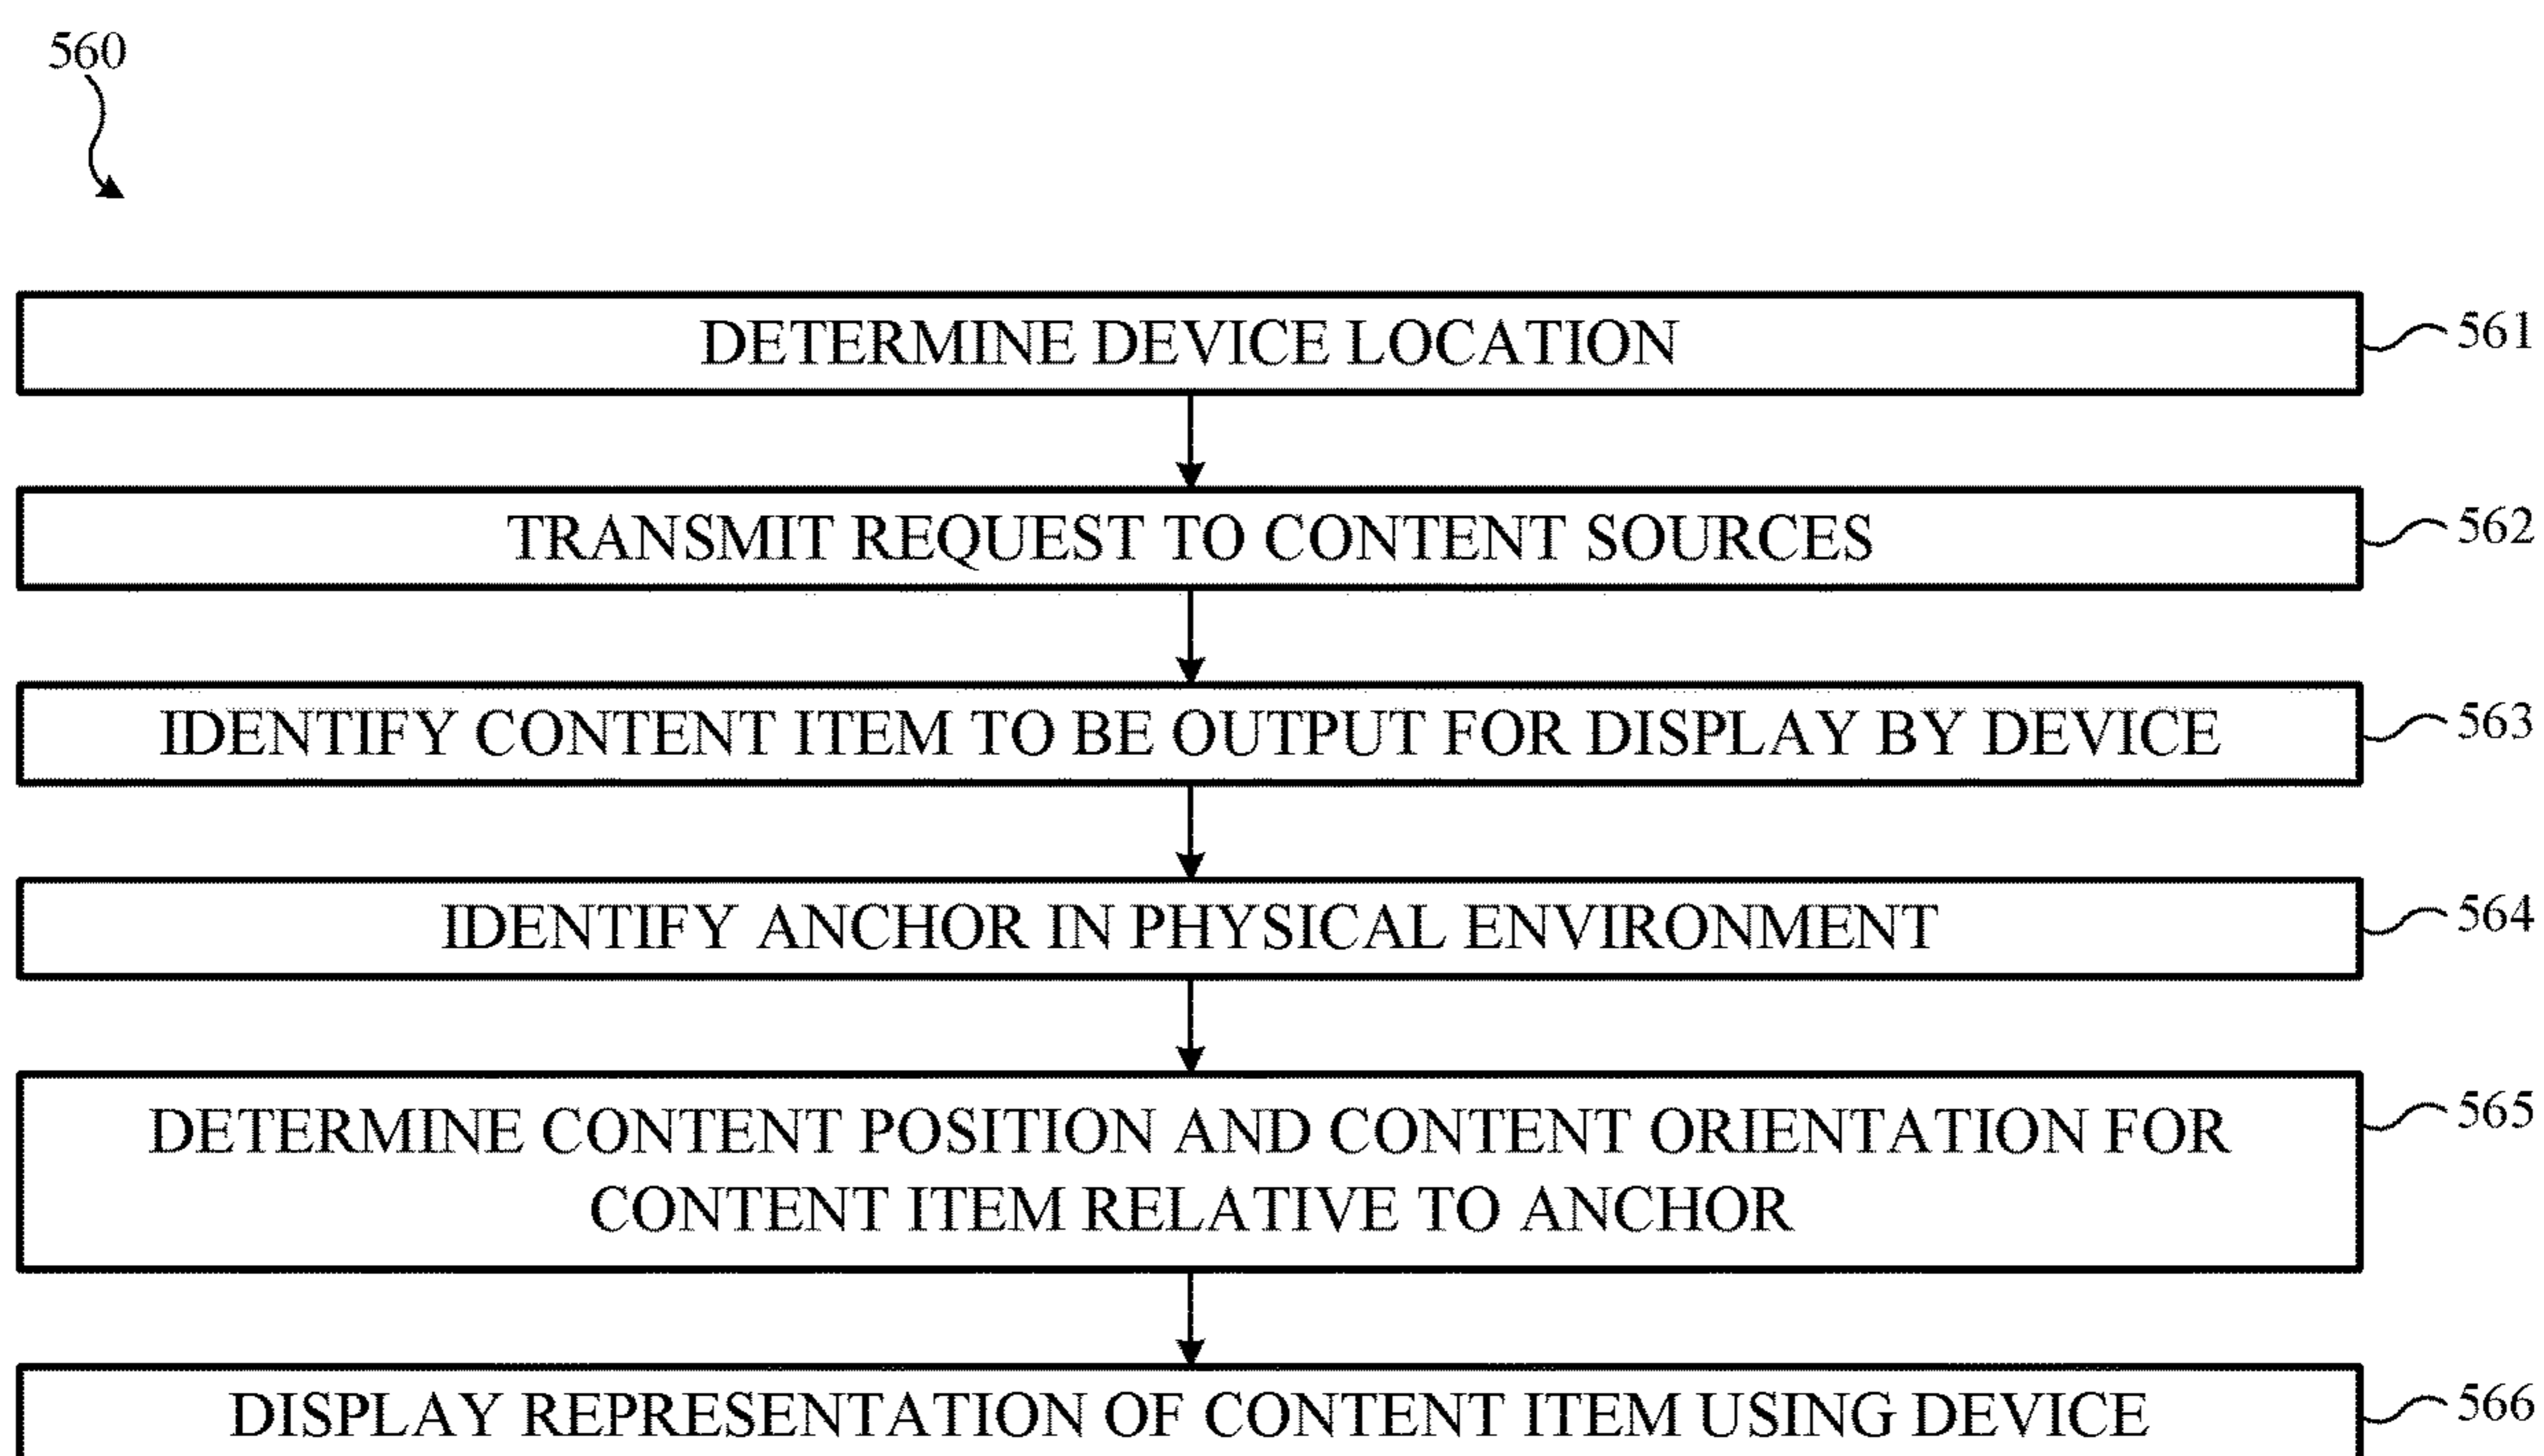 560
DETERMINE DEVICE LOCATION
561
TRANSMIT REQUEST TO CONTENT SOURCES
562
IDENTIFY CONTENT ITEM TO BE OUTPUT FOR DISPLAY BY DEVICE
563
IDENTIFY ANCHOR IN PHYSICAL ENVIRONMENT
564
DETERMINE CONTENT POSITION AND CONTENT ORIENTATION FOR
CONTENT ITEM RELATIVE TO ANCHOR
565
DISPLAY REPRESENTATION OF CONTENT ITEM USING DEVICE
566